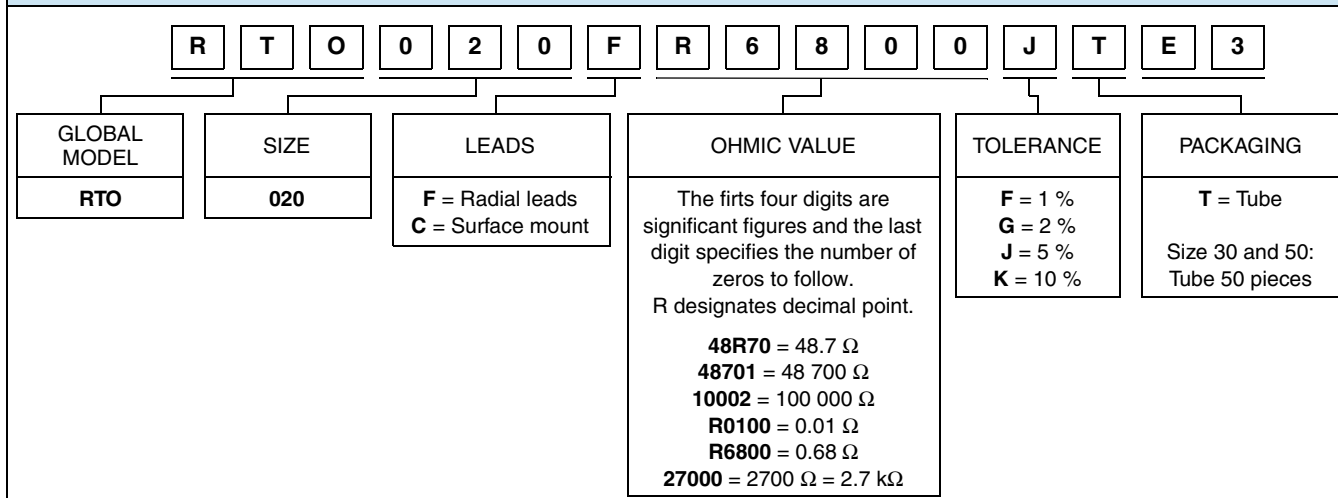 R T O 0 2 0 F R 6 8 0 0 J T E 3
GLOBAL
MODEL
RTO
SIZE
020
LEADS
F = Radial leads
C = Surface mount
OHMIC VALUE
The firts four digits are
significant figures and the last
digit specifies the number of
zeros to follow.
R designates decimal point.
48R70 = 48.7 Ω
48701 = 48 700 Ω
10002 = 100 000 Ω
R0100 = 0.01 Ω
R6800 = 0.68 Ω
27000 = 2700 Ω = 2.7 kΩ
TOLERANCE
F = 1 %
G = 2 %
J = 5 %
K = 10 %
PACKAGING
T = Tube
Size 30 and 50:
Tube 50 pieces